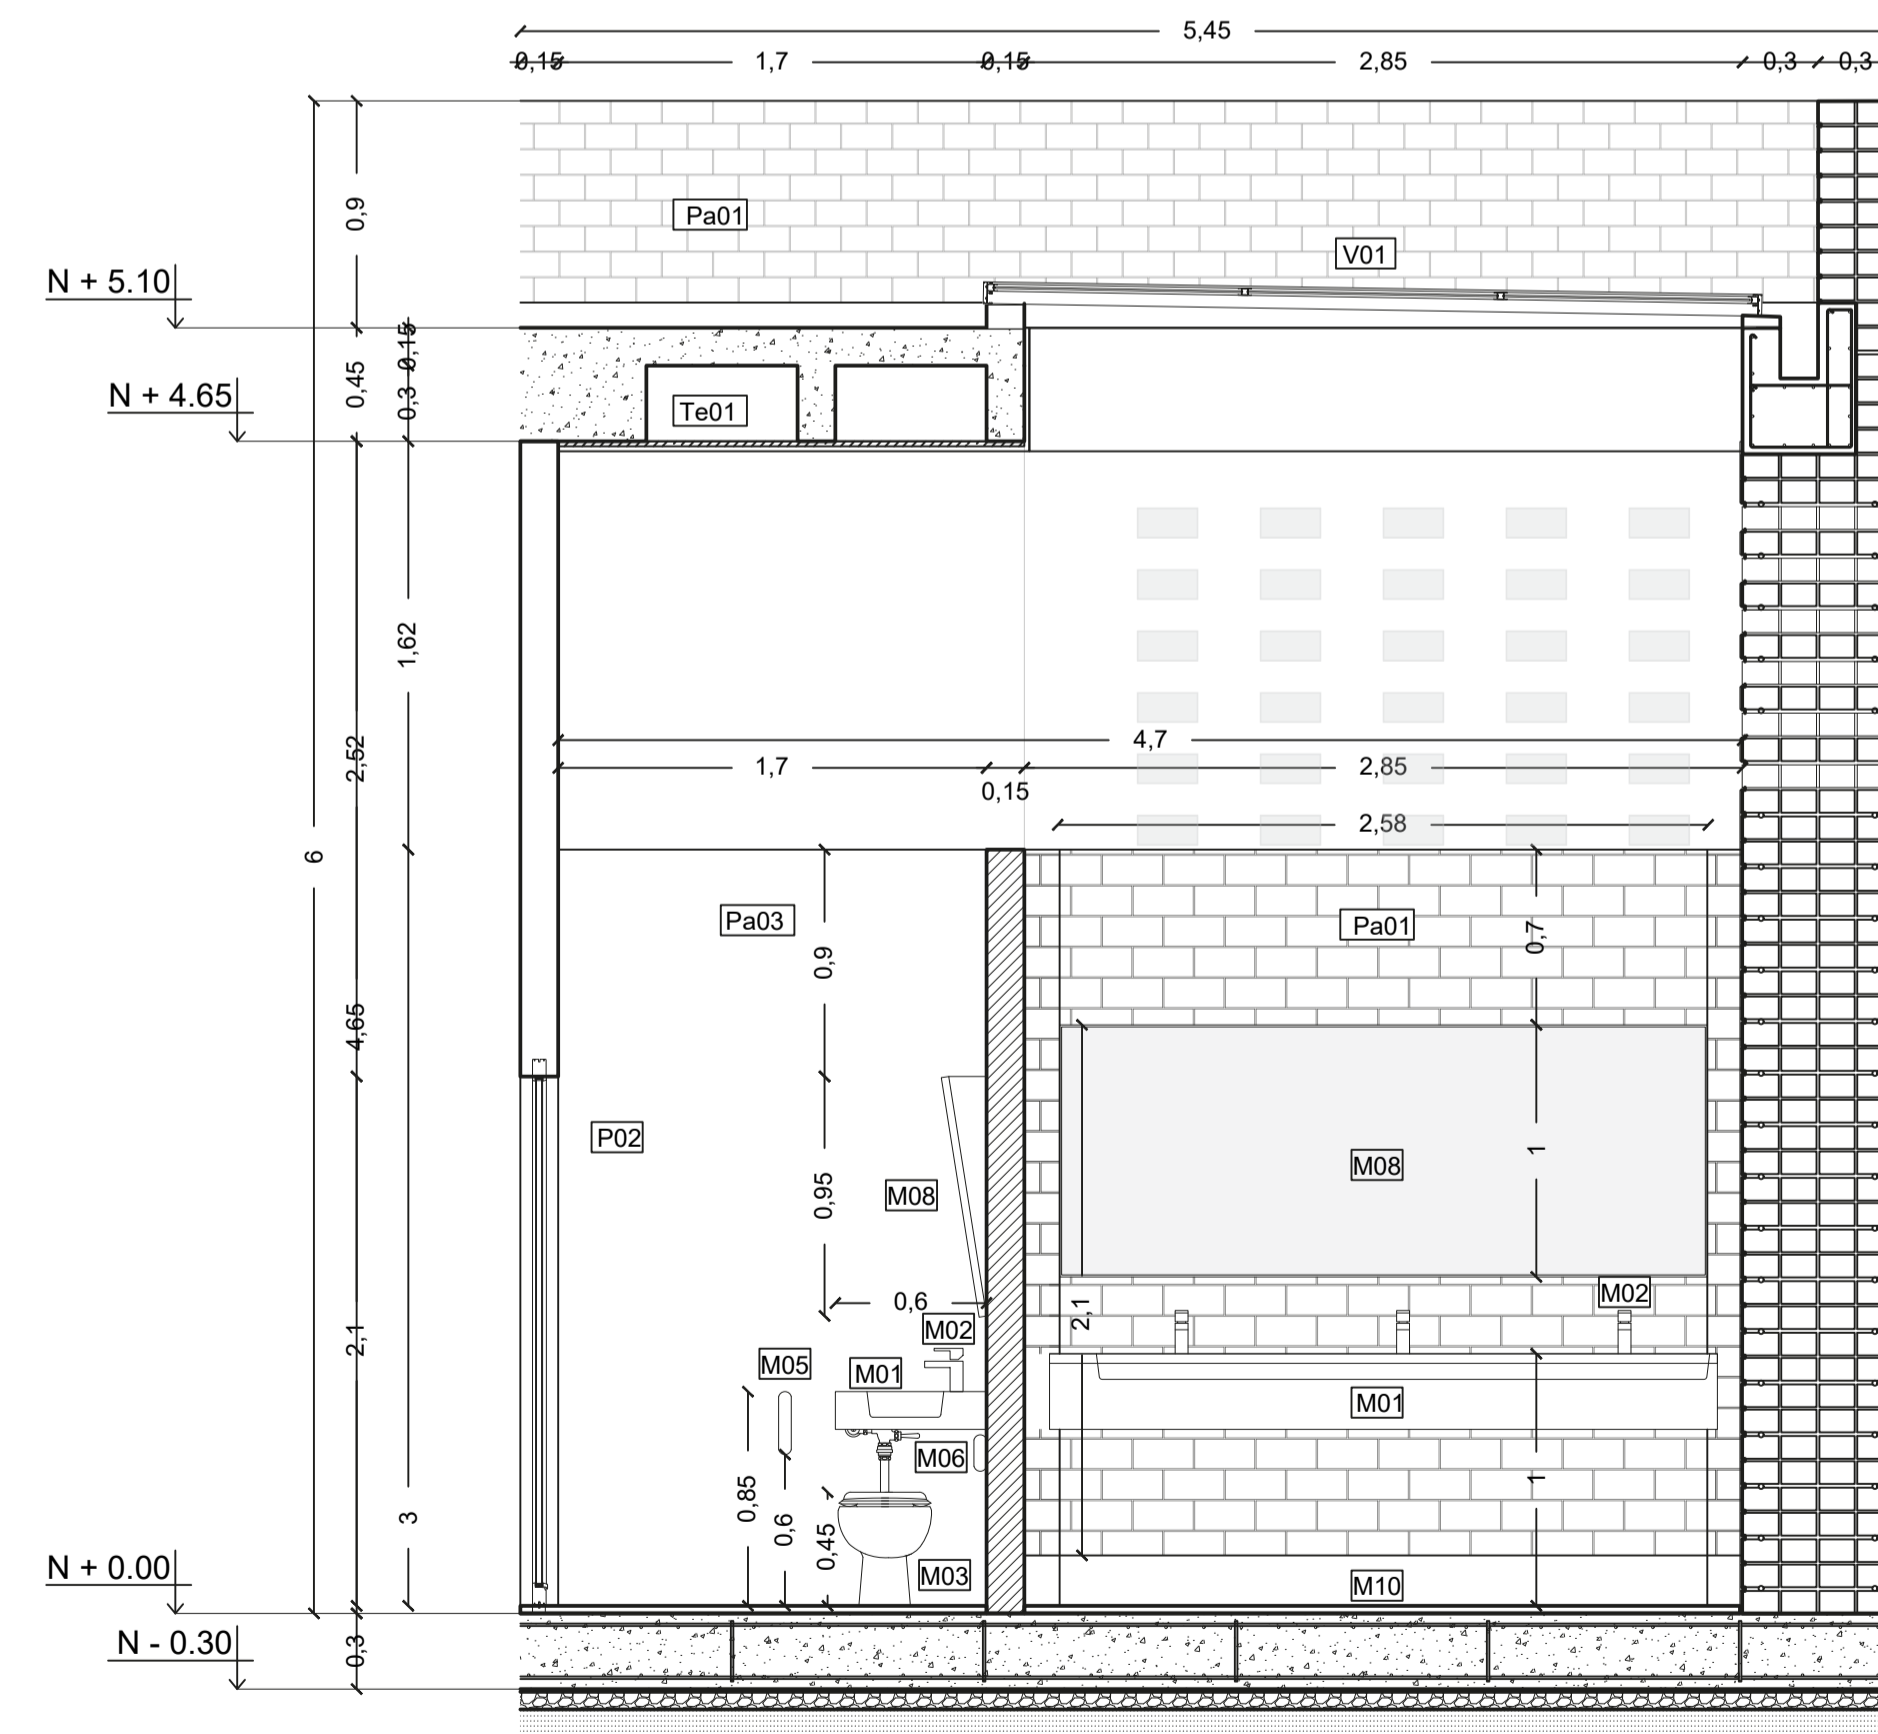 5,45
0,15 1,7 0,15 2,85 0,3 0,3
0,9
Pa01
V01
N + 5.10
0,15
0,45
0,3
N + 4.65
Te01
1,62
2,52
4,7
1,7 2,85
0,15
2,58
6
Pa03
Pa01
0,9
0,7
4,65
P02
M08
1
M08
0,95
0,6
M02
M02
2,1
2,1
M05
M01
M01
M06
0,85
1
3
0,6
0,45
M03
M10
N + 0.00
N - 0.30
0,3